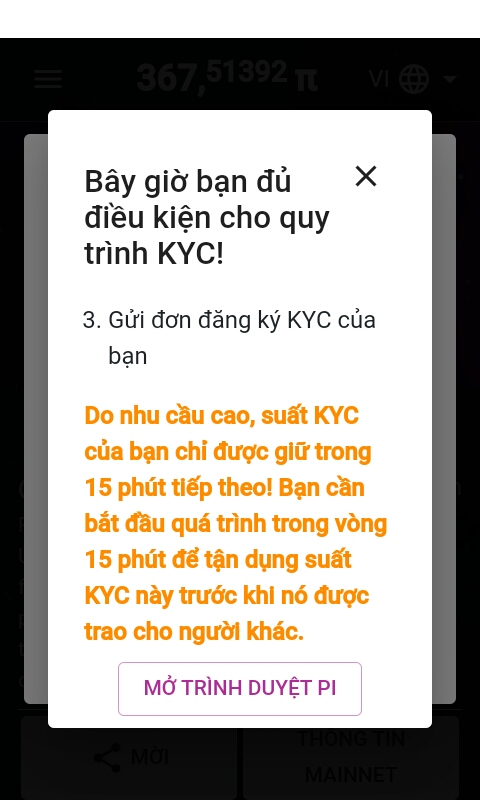 367,51392 π
VI
Bây giờ bạn đủ
điều kiện cho quy
trình KYC!
3. Gửi đơn đăng ký KYC của
bạn
Do nhu cầu cao, suất KYC
của bạn chỉ được giữ trong
15 phút tiếp theo! Bạn cần
bắt đầu quá trình trong vòng
15 phút để tận dụng suất
KYC này trước khi nó được
trao cho người khác.
MỞ TRÌNH DUYỆT PI
MỜI
THÔNG TIN
MAINNET